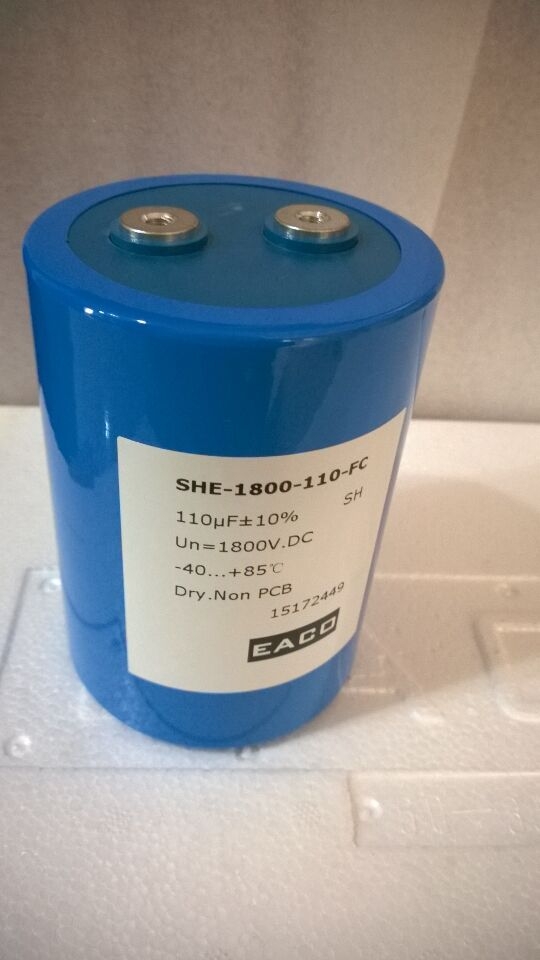 SHE-1800-110-FC
SH
110µF±10%
Un=1800V.DC
-40...+85℃
Dry.Non PCB
15172449
EACO